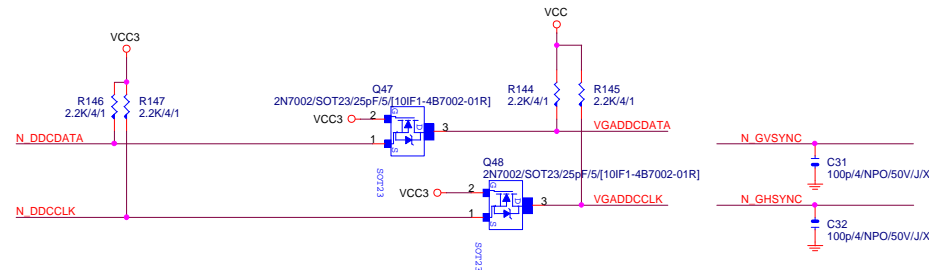 VCC3
VCC
R146
2.2K/4/1
R147
2.2K/4/1
Q47
2N7002/SOT23/25pF/5/[10IF1-4B7002-01R]
R144
2.2K/4/1
R145
2.2K/4/1
VCC3
2
G
D
S
1
3
N_DDCDATA
VGADDCDATA
N_GVSYNC
SOT23
C31
100p/4/NPO/50V/J/X
Q48
2N7002/SOT23/25pF/5/[10IF1-4B7002-01R]
VCC3
2
G
D
S
1
3
N_DDCCLK
VGADDCCLK
N_GHSYNC
SOT23
C32
100p/4/NPO/50V/J/X